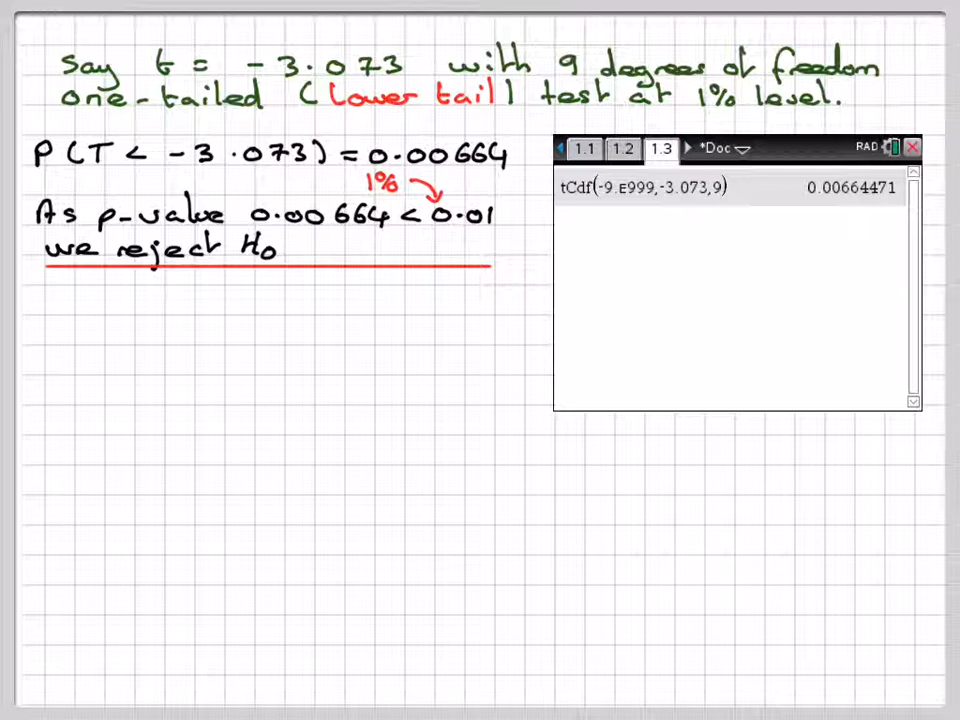 say t = -3.073 with 9 degrees of freedom
one-tailed (lower tail) test at 1% level.
P(T < -3.073) = 0.00664
1%
As p-value 0.00664 < 0.01
we reject H0
1.1 1.2 1.3 *Doc RAD
tCdf(-9.E999,-3.073,9) 0.00664471